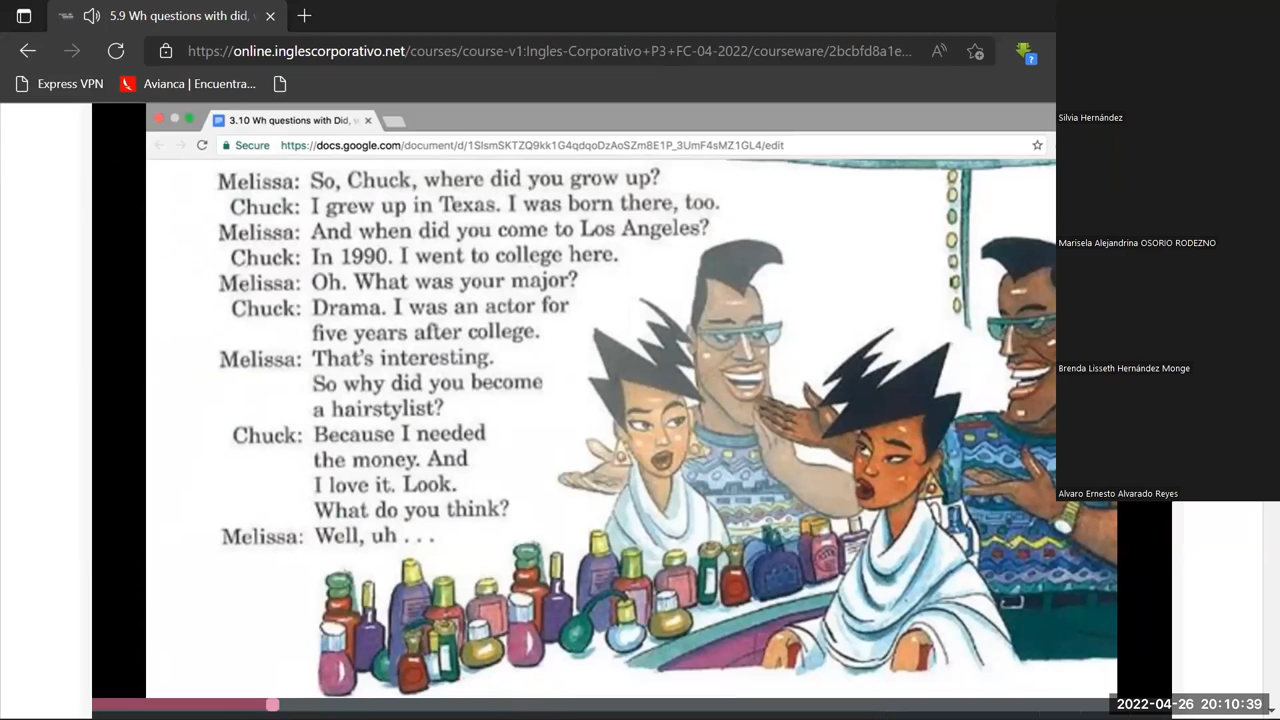 5.9 Wh questions with did, w
https://online.inglescorporativo.net/courses/course-v1:Ingles-Corporativo+P3+FC-04-2022/courseware/2bcbfd8a1e...
Express VPN
Avianca | Encuentra...
3.10 Wh questions with Did, w
Secure https://docs.google.com/document/d/1SlsmSKTZQ9kk1G4qdqoDzAoSZm8E1P_3UmF4sMZ1GL4/edit
Melissa: So, Chuck, where did you grow up?
Chuck: I grew up in Texas. I was born there, too.
Melissa: And when did you come to Los Angeles?
Chuck: In 1990. I went to college here.
Melissa: Oh. What was your major?
Chuck: Drama. I was an actor for
five years after college.
Melissa: That's interesting.
So why did you become
a hairstylist?
Chuck: Because I needed
the money. And
I love it. Look.
What do you think?
Melissa: Well, uh . . .
Silvia Hernández
Marisela Alejandrina OSORIO RODEZNO
Brenda Lisseth Hernández Monge
Alvaro Ernesto Alvarado Reyes
2022-04-26 20:10:39